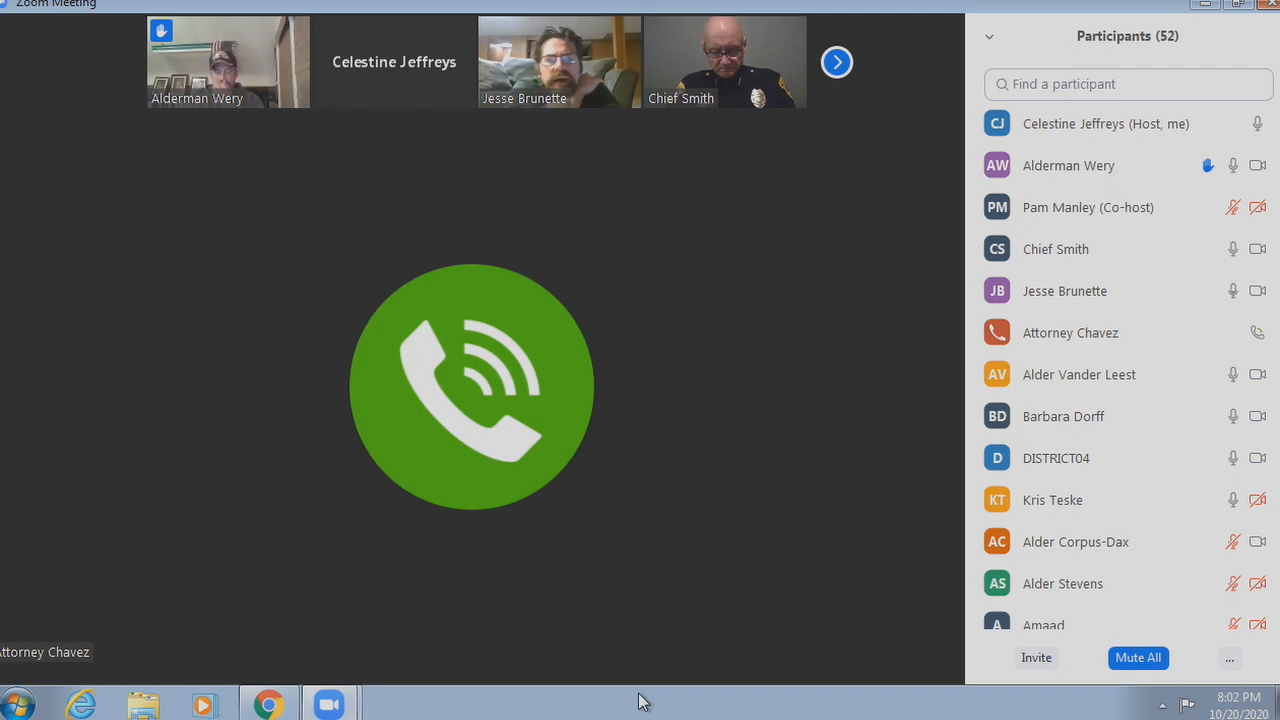 Zoom Meeting
Alderman Wery
Celestine Jeffreys
Jesse Brunette
Chief Smith
Attorney Chavez
Participants (52)
Find a participant
CJ Celestine Jeffreys (Host, me)
AW Alderman Wery
PM Pam Manley (Co-host)
CS Chief Smith
JB Jesse Brunette
Attorney Chavez
AV Alder Vander Leest
BD Barbara Dorff
D DISTRICT04
KT Kris Teske
AC Alder Corpus-Dax
AS Alder Stevens
A Amaad
Invite
Mute All
...
8:02 PM
10/20/2020